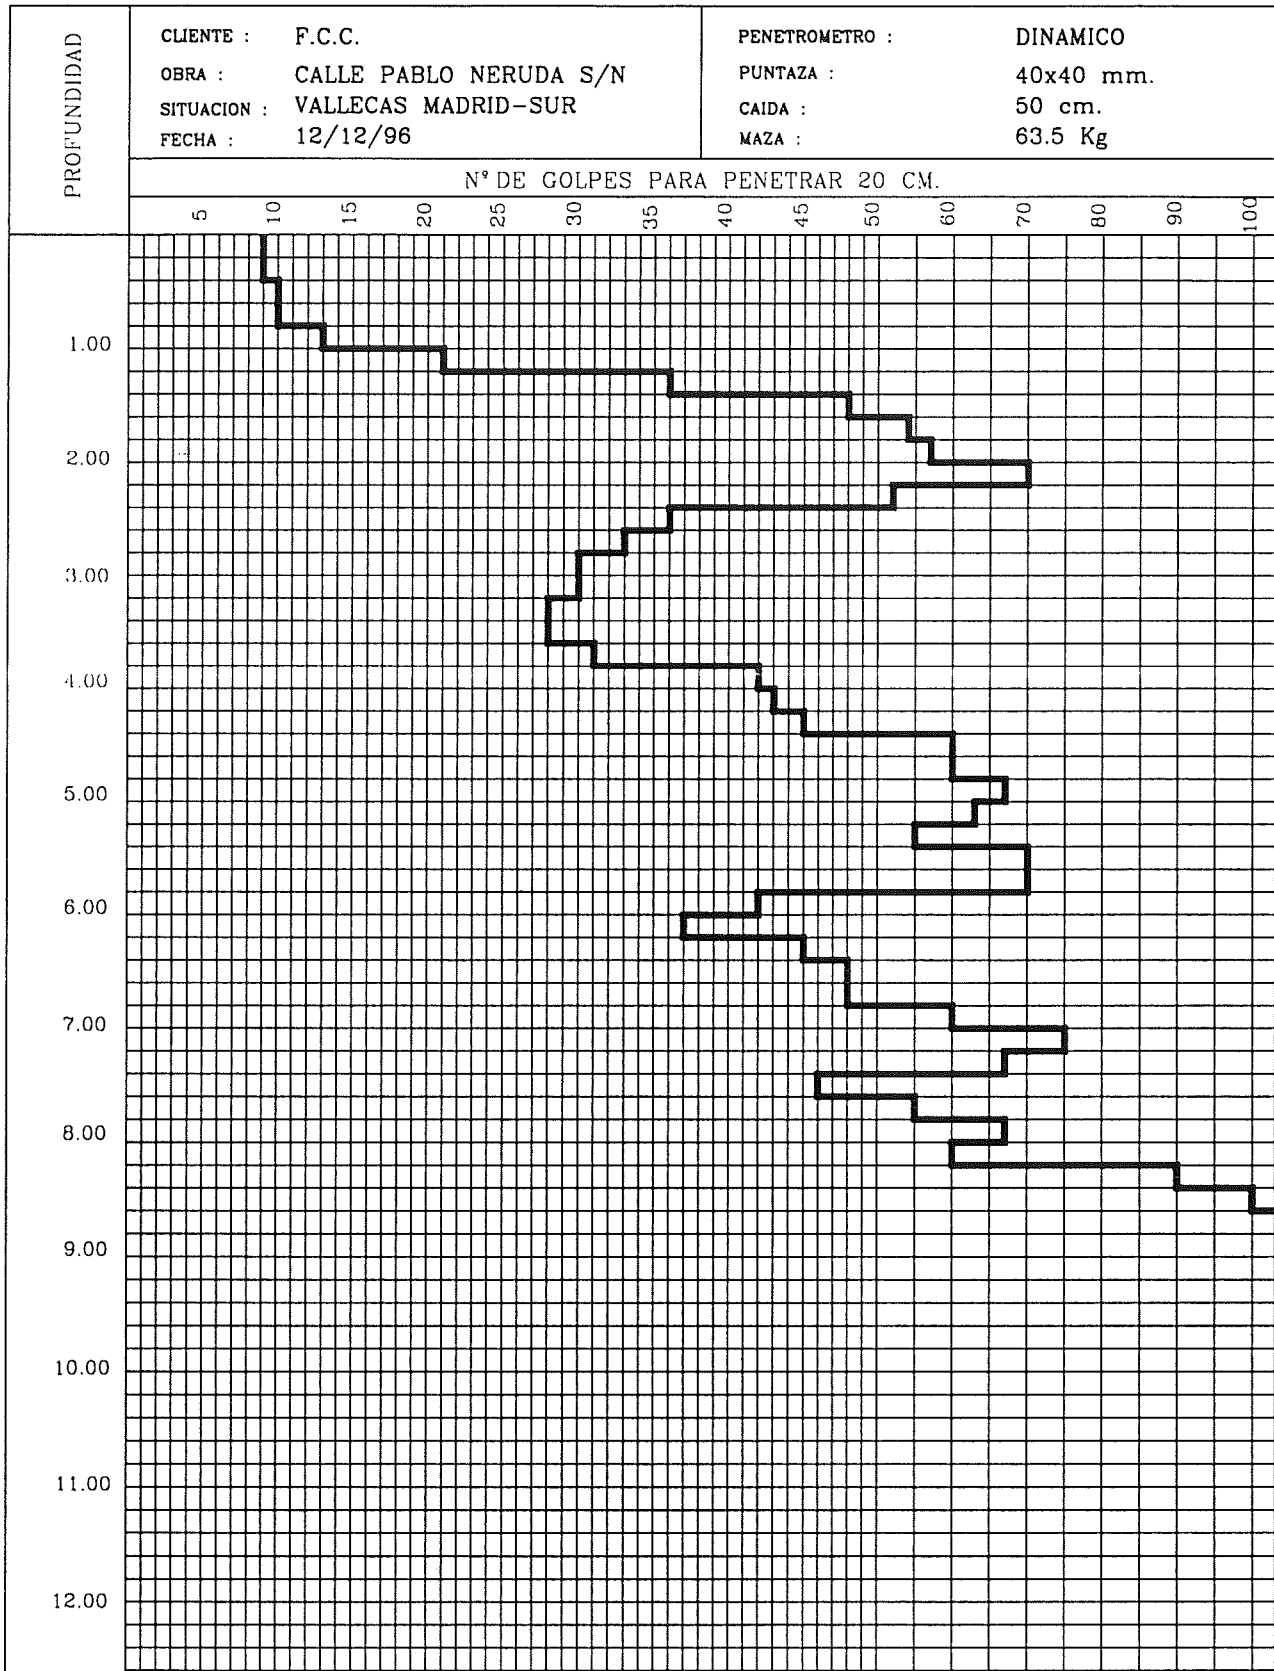 PROFUNDIDAD
CLIENTE : F.C.C.
OBRA : CALLE PABLO NERUDA S/N
SITUACION : VALLECAS MADRID-SUR
FECHA : 12/12/96
PENETROMETRO : DINAMICO
PUNTAZA : 40x40 mm.
CAIDA : 50 cm.
MAZA : 63.5 Kg
Nº DE GOLPES PARA PENETRAR 20 CM.
5 10 15 20 25 30 35 40 45 50 60 70 80 90 100
1.00
2.00
3.00
4.00
5.00
6.00
7.00
8.00
9.00
10.00
11.00
12.00